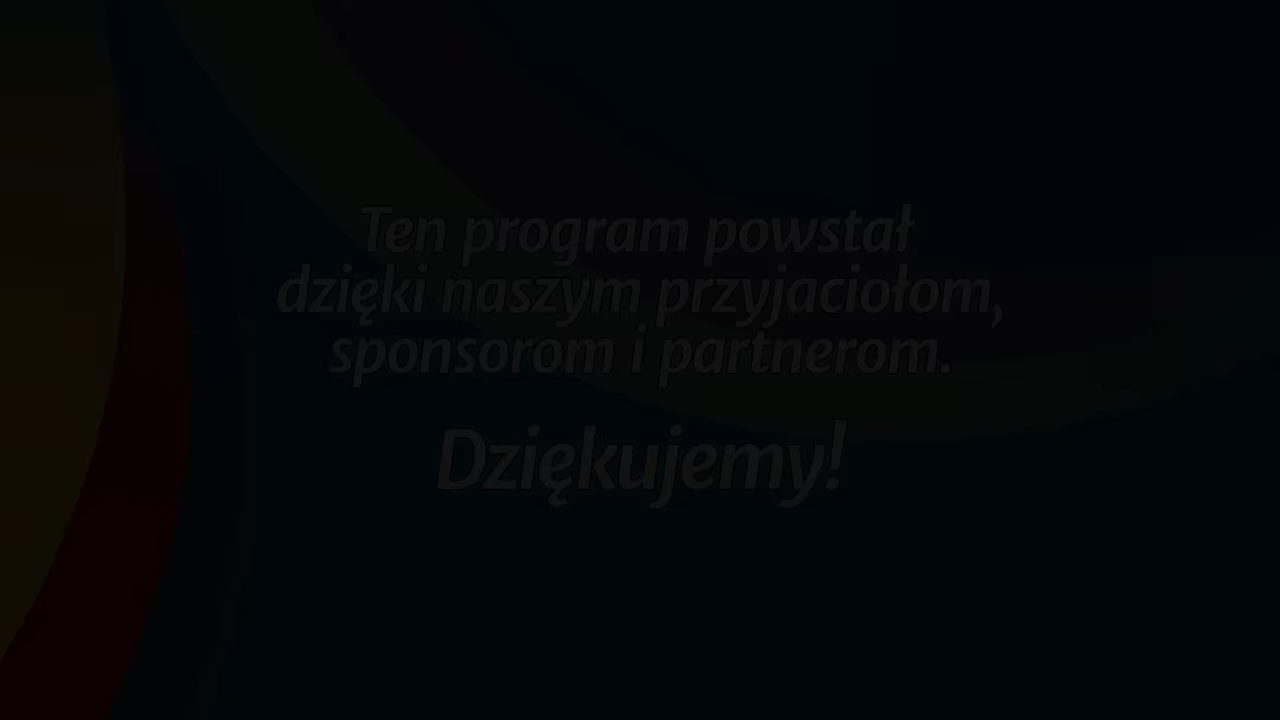 Ten program powstał
dzięki naszym przyjaciołom,
sponsorom i partnerom.
Dziękujemy!